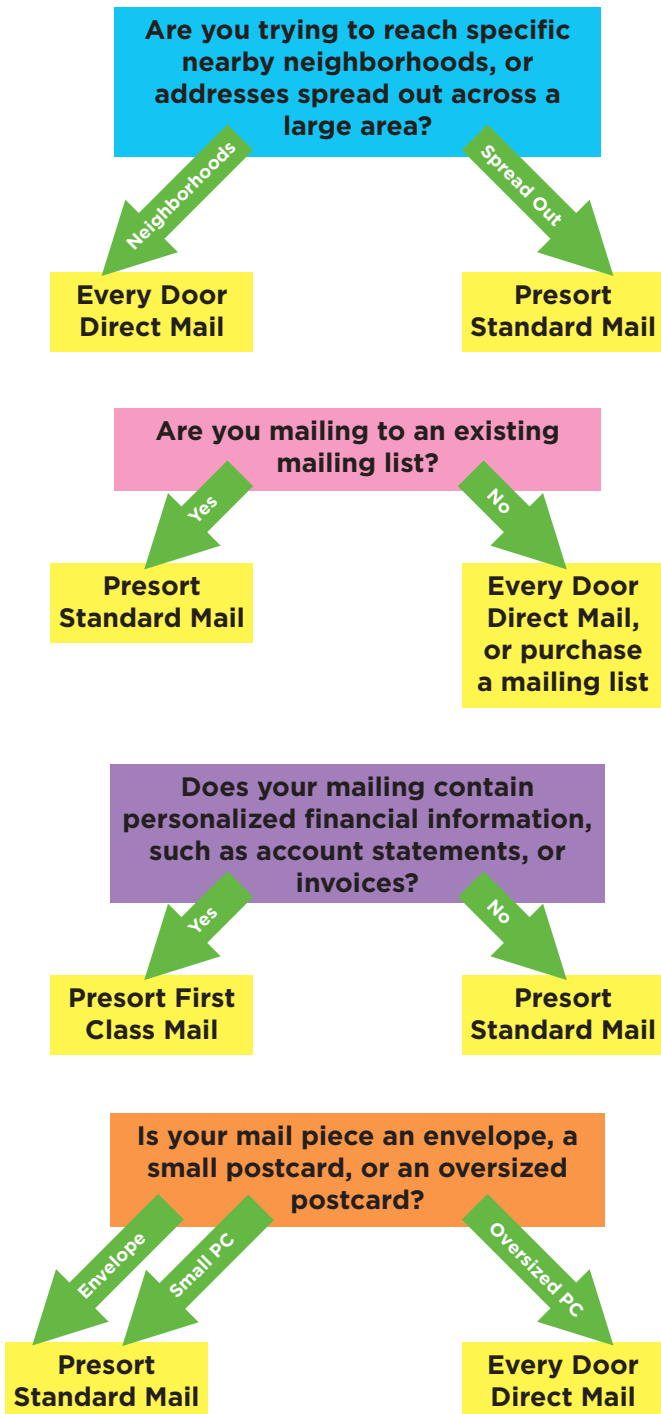 Are you trying to reach specific
nearby neighborhoods, or
addresses spread out across a
large area?
Neighborhoods
Spread Out
Every Door
Direct Mail
Presort
Standard Mail
Are you mailing to an existing
mailing list?
Yes
No
Presort
Standard Mail
Every Door
Direct Mail,
or purchase
a mailing list
Does your mailing contain
personalized financial information,
such as account statements, or
invoices?
Yes
No
Presort First
Class Mail
Presort
Standard Mail
Is your mail piece an envelope, a
small postcard, or an oversized
postcard?
Envelope
Small PC
Oversized PC
Presort
Standard Mail
Every Door
Direct Mail